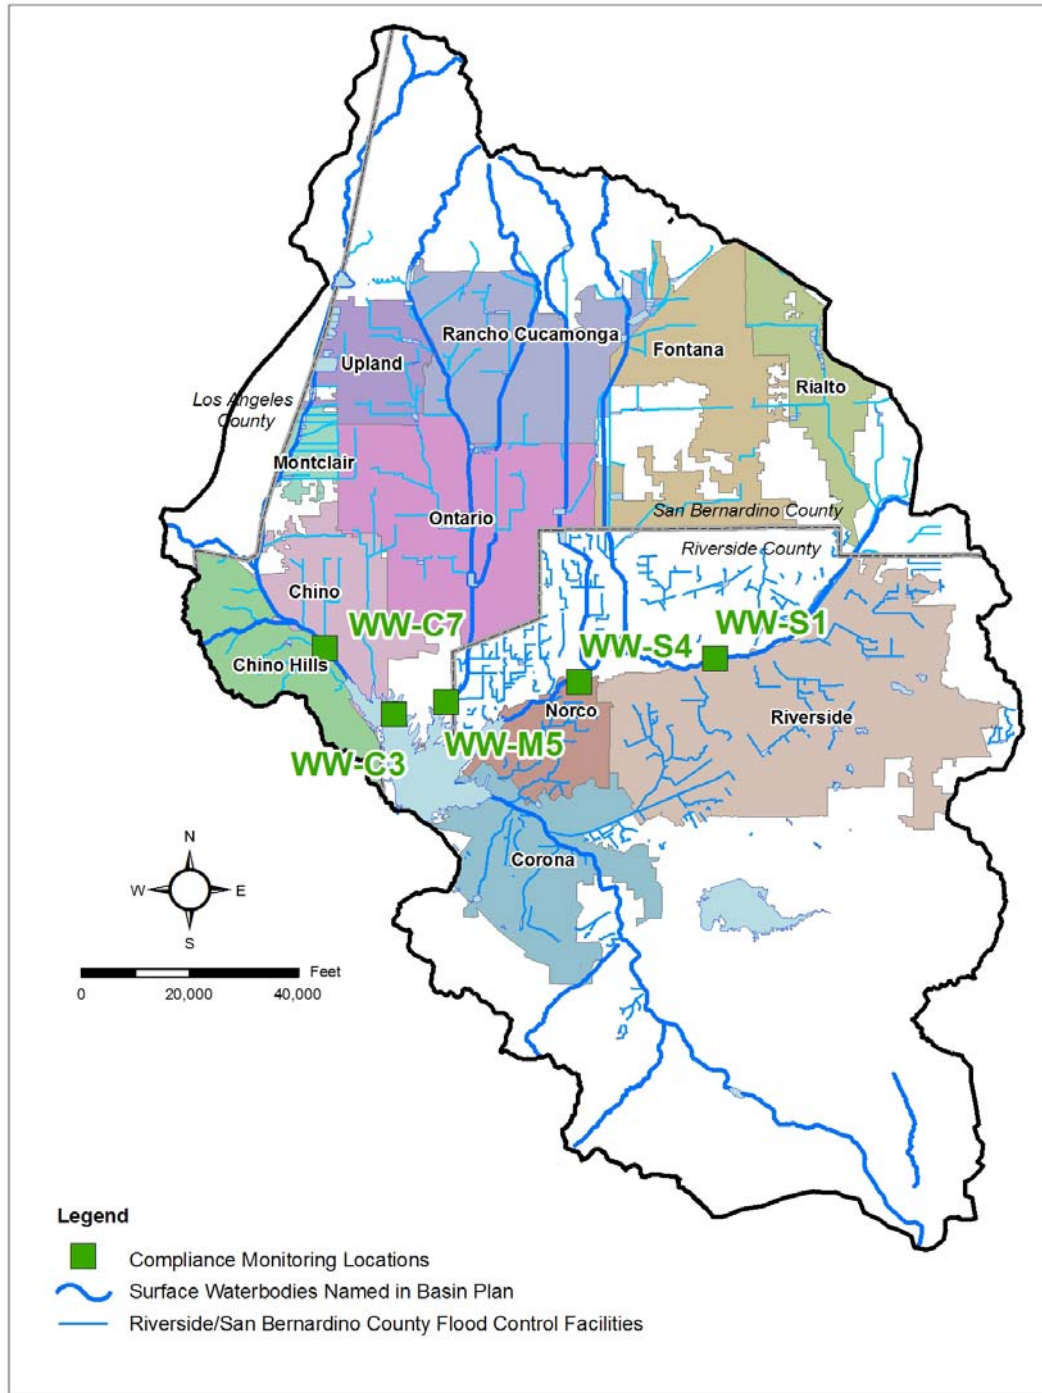 Rancho Cucamonga
Upland
Fontana
Rialto
Los Angeles
County
Montclair
Ontario
San Bernardino County
Riverside County
Chino
WW-C7
WW-S1
WW-S4
Chino Hills
Norco
Riverside
WW-M5
WW-C3
Corona
N
W
E
S
Feet
0
20,000
40,000
Legend
Compliance Monitoring Locations
Surface Waterbodies Named in Basin Plan
Riverside/San Bernardino County Flood Control Facilities